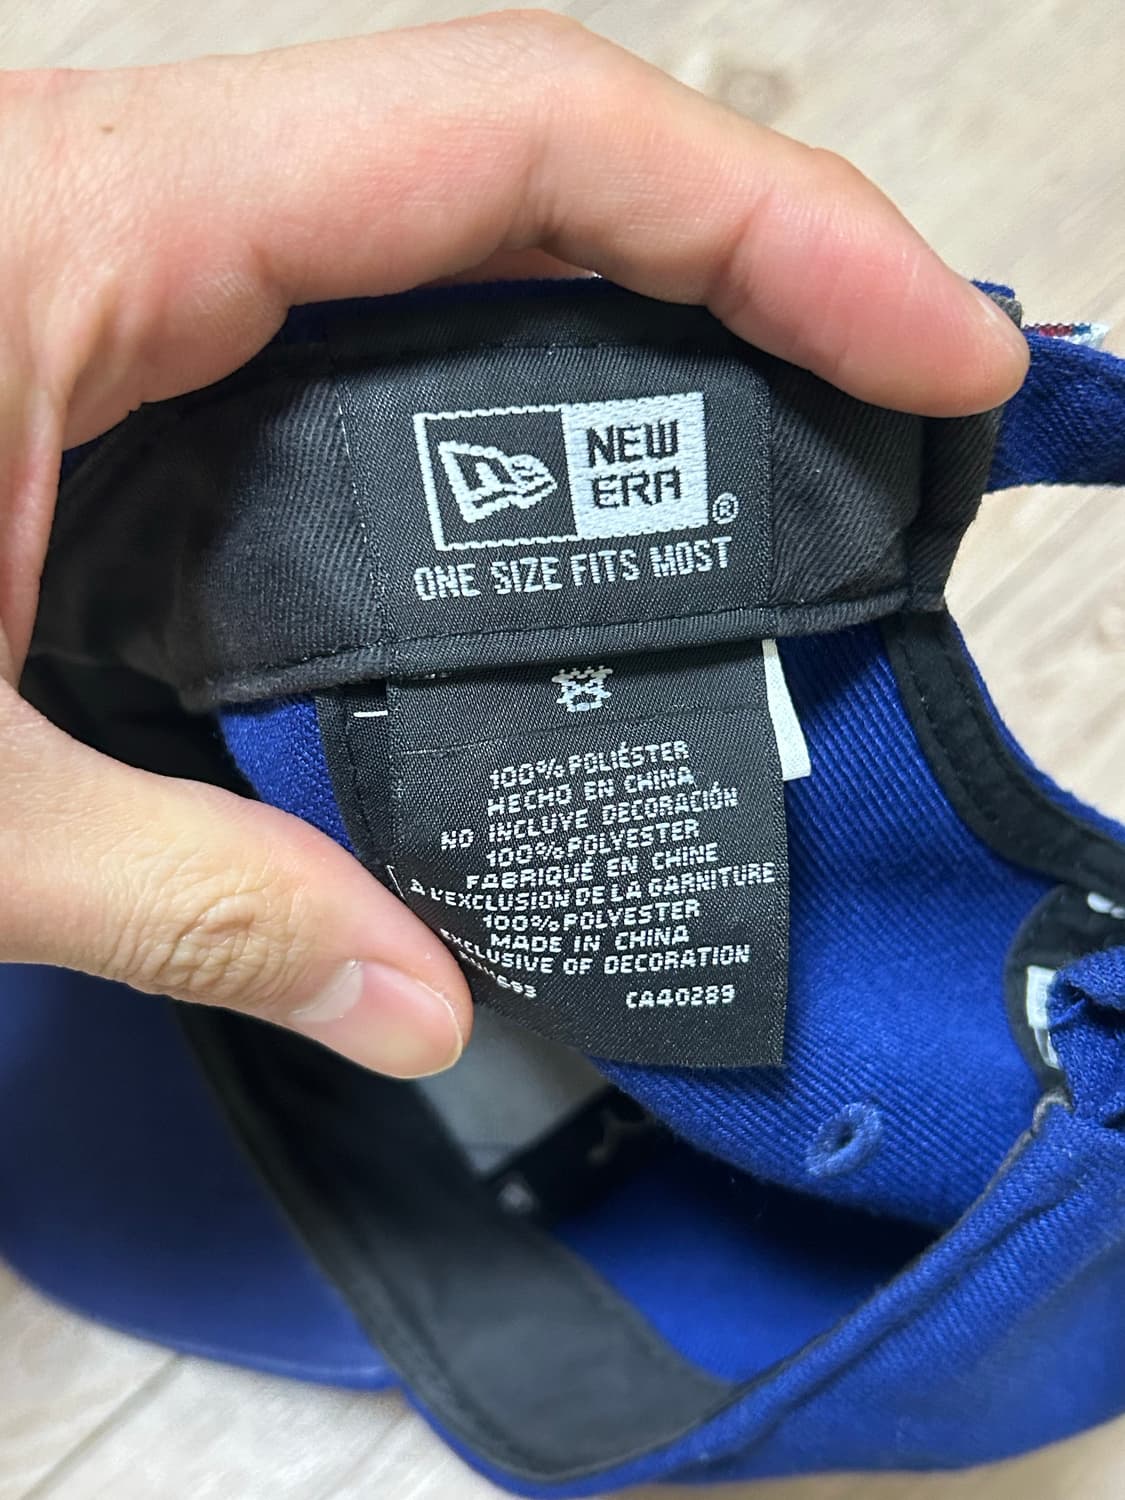 NEW
ERA
®
ONE SIZE FITS MOST
100% POLIÉSTER
HECHO EN CHINA
NO INCLUYE DECORACIÓN
100% POLYESTER
FABRIQUÉ EN CHINE
A L'EXCLUSION DE LA GARNITURE
100% POLYESTER
MADE IN CHINA
EXCLUSIVE OF DECORATION
CA40289